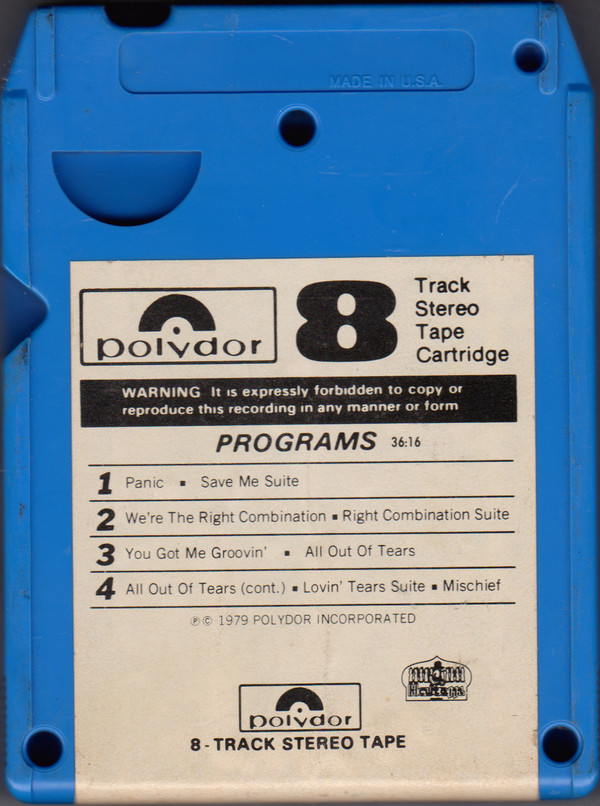 MADE IN U.S.A.
polydor
8
Track
Stereo
Tape
Cartridge
WARNING It is expressly forbidden to copy or
reproduce this recording in any manner or form
PROGRAMS 36:16
1 Panic ▪ Save Me Suite
2 We're The Right Combination ▪ Right Combination Suite
3 You Got Me Groovin' ▪ All Out Of Tears
4 All Out Of Tears (cont.) ▪ Lovin' Tears Suite ▪ Mischief
℗© 1979 POLYDOR INCORPORATED
Heritage
polydor
8-TRACK STEREO TAPE